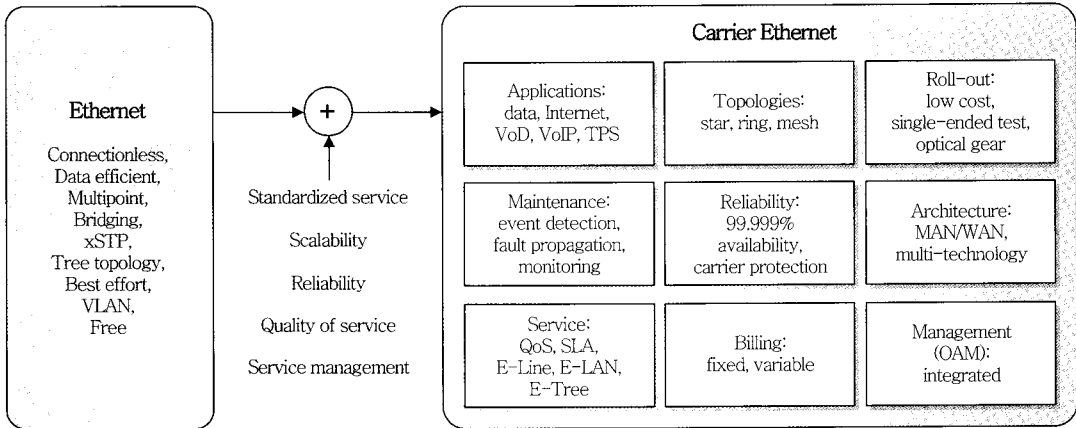 Ethernet
Connectionless,
Data efficient,
Multipoint,
Bridging,
xSTP,
Tree topology,
Best effort,
VLAN,
Free
+
Standardized service
Scalability
Reliability
Quality of service
Service management
Carrier Ethernet
Applications:
data, Internet,
VoD, VoIP, TPS
Topologies:
star, ring, mesh
Roll-out:
low cost,
single-ended test,
optical gear
Maintenance:
event detection,
fault propagation,
monitoring
Reliability:
99.999%
availability,
carrier protection
Architecture:
MAN/WAN,
multi-technology
Service:
QoS, SLA,
E-Line, E-LAN,
E-Tree
Billing:
fixed, variable
Management
(OAM):
integrated